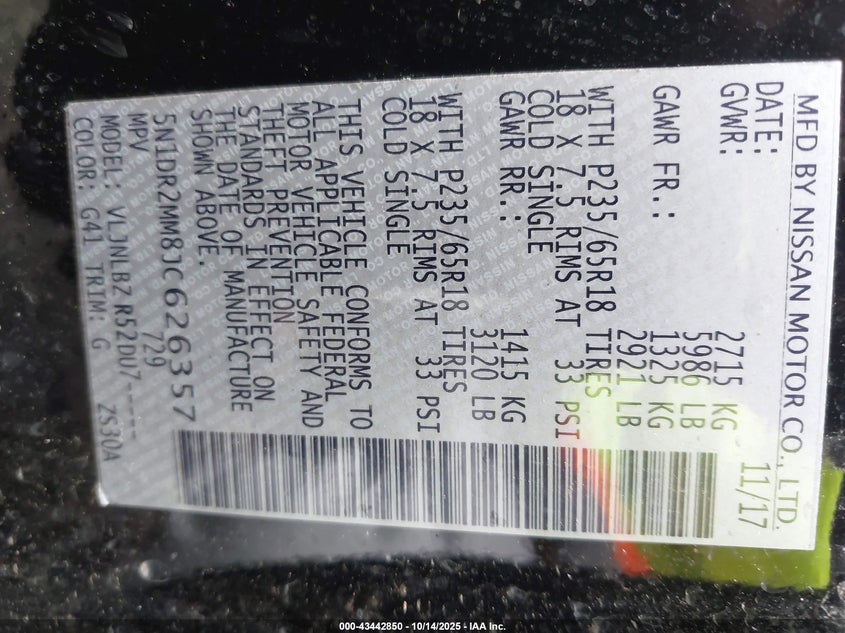 MFD BY NISSAN MOTOR CO., LTD.
DATE: 11/17
GVWR: 2715 KG
5986 LB
GAWR FR.: 1325 KG
2921 LB
WITH P235/65R18 TIRES
18 X 7.5 RIMS AT 33 PSI
COLD SINGLE
GAWR RR.: 1415 KG
3120 LB
WITH P235/65R18 TIRES
18 X 7.5 RIMS AT 33 PSI
COLD SINGLE
THIS VEHICLE CONFORMS TO
ALL APPLICABLE FEDERAL
MOTOR VEHICLE SAFETY AND
THEFT PREVENTION
STANDARDS IN EFFECT ON
THE DATE OF MANUFACTURE
SHOWN ABOVE.
5N1DR2MM8JC626357
MPV 729
MODEL: VLJNLBZ R52DU7----
COLOR: G41 TRIM: G ZS30A
000-43442850 - 10/14/2025 - IAA Inc.